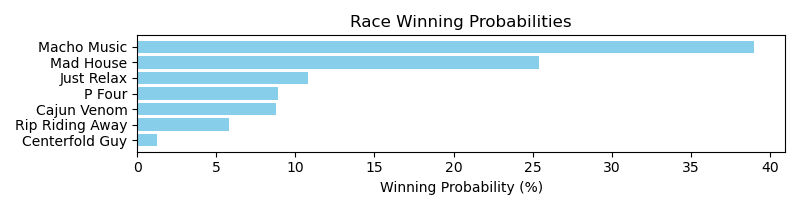 Race Winning Probabilities
Macho Music
Mad House
Just Relax
P Four
Cajun Venom
Rip Riding Away
Centerfold Guy
0 5 10 15 20 25 30 35 40
Winning Probability (%)